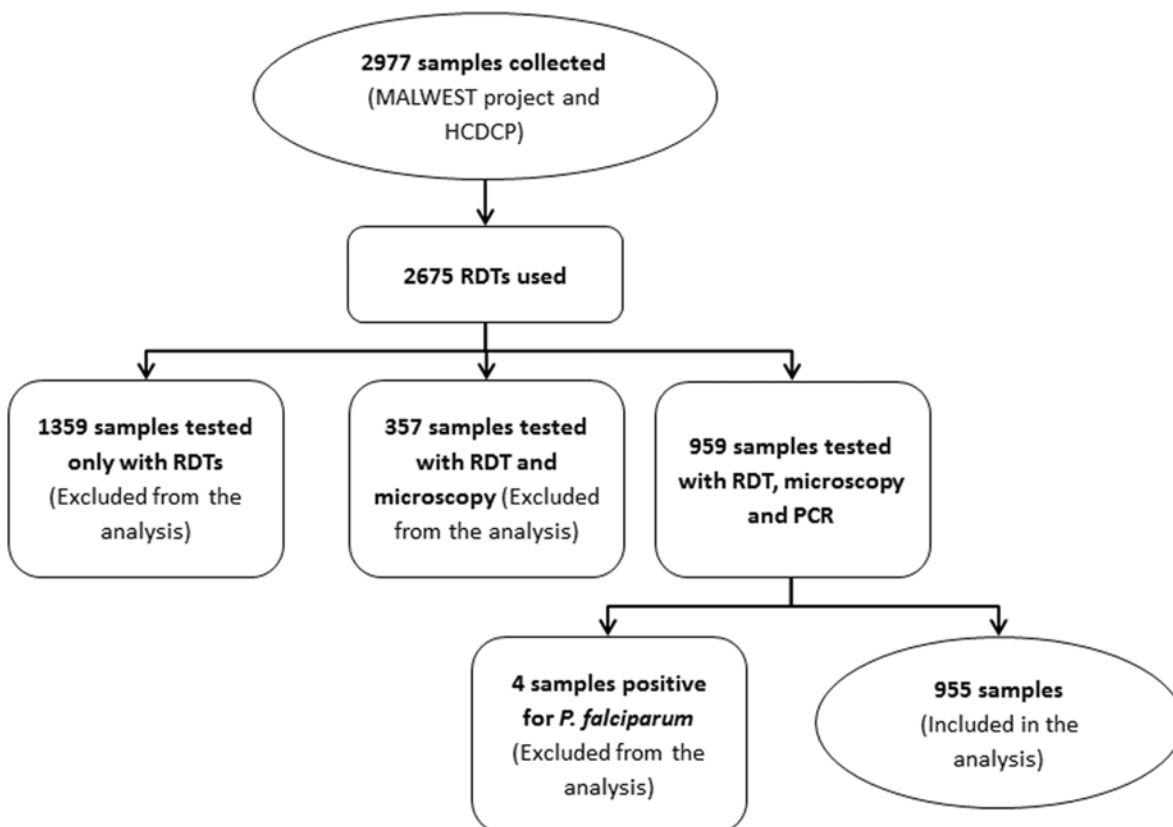 2977 samples collected
(MALWEST project and
HCDCP)
2675 RDTs used
1359 samples tested
only with RDTs
(Excluded from the
analysis)
357 samples tested
with RDT and
microscopy (Excluded
from the analysis)
959 samples tested
with RDT, microscopy
and PCR
4 samples positive
for P. falciparum
(Excluded from the
analysis)
955 samples
(Included in the
analysis)